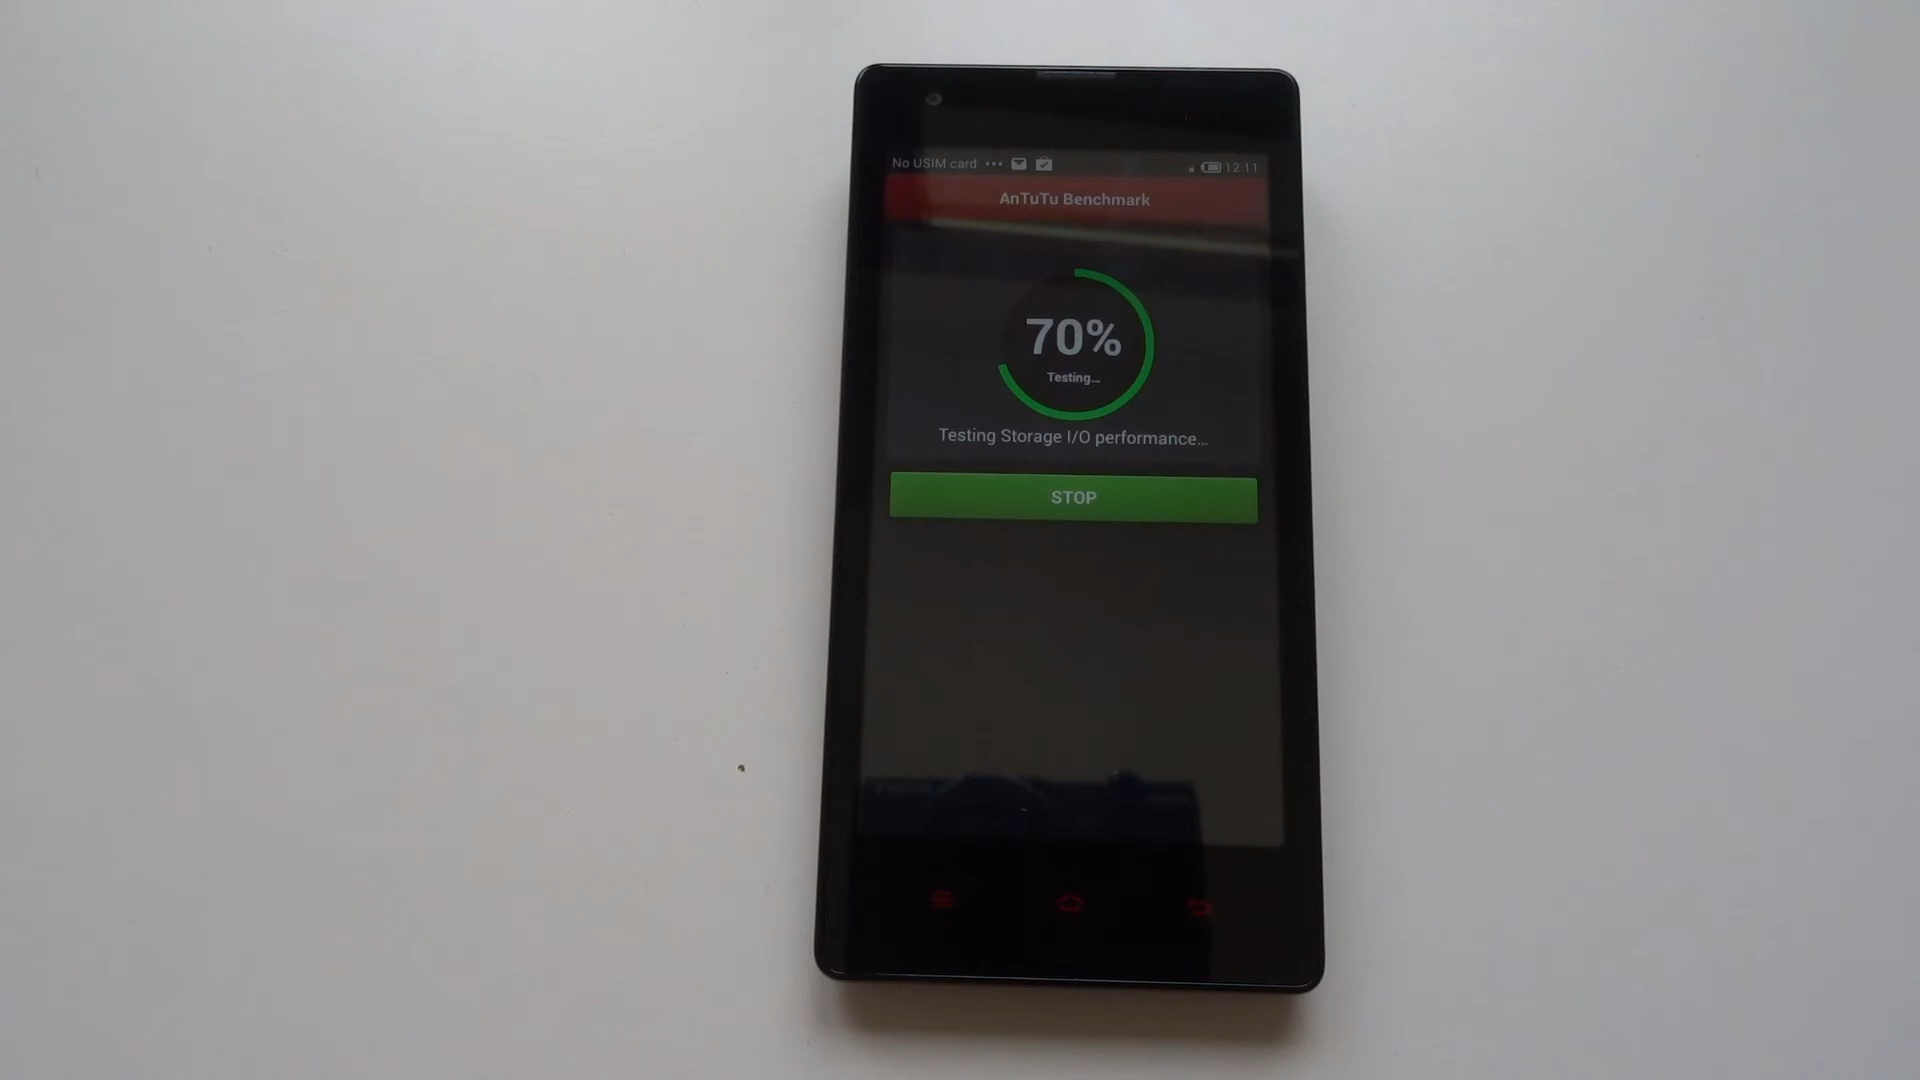 No USIM card ... 12:11
AnTuTu Benchmark
70%
Testing...
Testing Storage I/O performance...
STOP